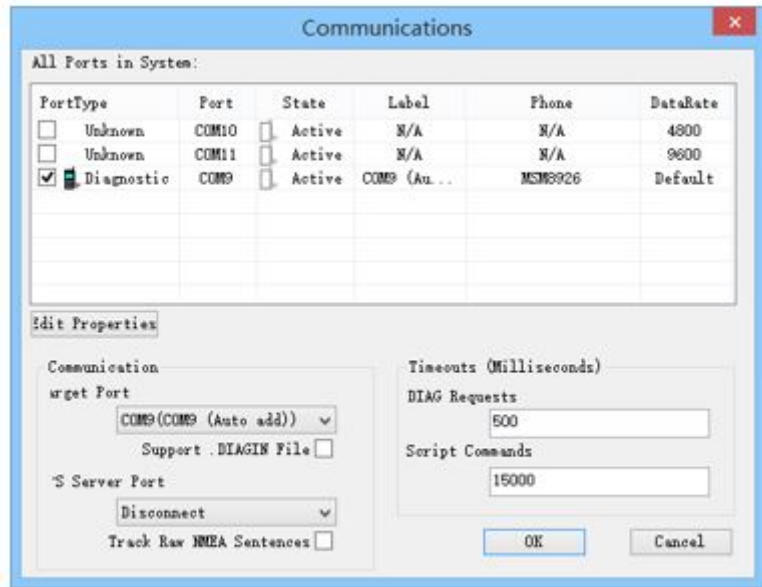 Communications
All Ports in System:
PortType Port State Label Phone DataRate
Unknown COM10 Active N/A N/A 4800
Unknown COM11 Active N/A N/A 9600
Diagnostic COM9 Active COM9 (Au... MSM8926 Default
Edit Properties
Communication
arget Port
COM9(COM9 (Auto add))
Support .DIAGIN File
'S Server Port
Disconnect
Track Raw NMEA Sentences
Timeouts (Milliseconds)
DIAG Requests
500
Script Commands
15000
OK Cancel